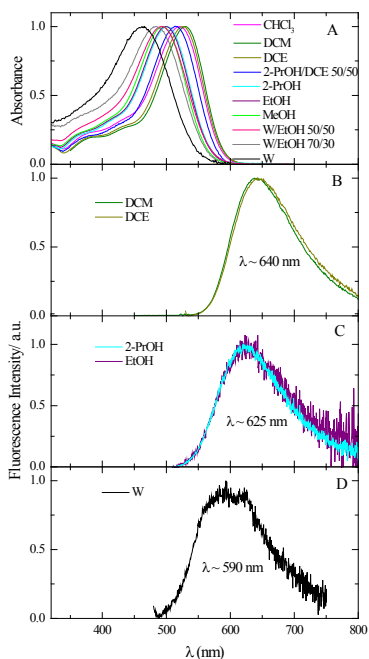 A
Absorbance
1.0
0.5
0.0
CHCl3
DCM
DCE
2-PrOH/DCE 50/50
2-PrOH
EtOH
MeOH
W/EtOH 50/50
W/EtOH 70/30
W
B
1.0
0.5
0.0
DCM
DCE
λ ~ 640 nm
Fluorescence Intensity/ a.u.
C
1.0
0.5
0.0
2-PrOH
EtOH
λ ~ 625 nm
D
1.0
0.5
0.0
W
λ ~ 590 nm
400 500 600 700 800
λ (nm)